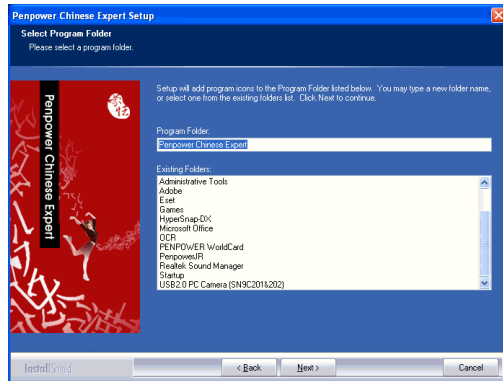 Penpower Chinese Expert Setup
Select Program Folder
Please select a program folder.
Setup will add program icons to the Program Folder listed below. You may type a new folder name,
or select one from the existing folders list. Click Next to continue.
Penpower Chinese Expert
Program Folder:
Penpower Chinese Expert
Existing Folders:
Administrative Tools
Adobe
Eset
Games
HyperSnap-DX
Microsoft Office
OCR
PENPOWER WorldCard
PenpowerJR
Realtek Sound Manager
Startup
USB2.0 PC Camera (SN9C201&202)
InstallShield
< Back
Next >
Cancel